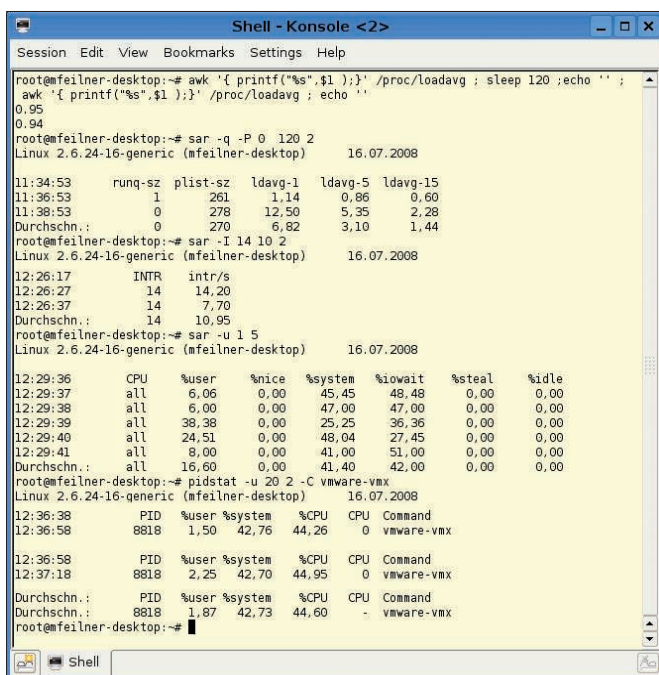 Shell - Konsole <2>
Session Edit View Bookmarks Settings Help
root@mfeilner-desktop:~# awk '{ printf("%s",$1 );}' /proc/loadavg ; sleep 120 ;echo '' ;
awk '{ printf("%s",$1 );}' /proc/loadavg ; echo ''
0.95
0.94
root@mfeilner-desktop:~# sar -q -P 0 120 2
Linux 2.6.24-16-generic (mfeilner-desktop) 16.07.2008
11:34:53 runq-sz plist-sz ldavg-1 ldavg-5 ldavg-15
11:36:53 1 261 1,14 0,86 0,60
11:38:53 0 278 12,50 5,35 2,28
Durchschn.: 0 270 6,82 3,10 1,44
root@mfeilner-desktop:~# sar -I 14 10 2
Linux 2.6.24-16-generic (mfeilner-desktop) 16.07.2008
12:26:17 INTR intr/s
12:26:27 14 14,20
12:26:37 14 7,70
Durchschn.: 14 10,95
root@mfeilner-desktop:~# sar -u 1 5
Linux 2.6.24-16-generic (mfeilner-desktop) 16.07.2008
12:29:36 CPU %user %nice %system %iowait %steal %idle
12:29:37 all 6,06 0,00 45,45 48,48 0,00 0,00
12:29:38 all 6,00 0,00 47,00 47,00 0,00 0,00
12:29:39 all 38,38 0,00 25,25 36,36 0,00 0,00
12:29:40 all 24,51 0,00 48,04 27,45 0,00 0,00
12:29:41 all 8,00 0,00 41,00 51,00 0,00 0,00
Durchschn.: all 16,60 0,00 41,40 42,00 0,00 0,00
root@mfeilner-desktop:~# pidstat -u 20 2 -C vmware-vmx
Linux 2.6.24-16-generic (mfeilner-desktop) 16.07.2008
12:36:38 PID %user %system %CPU CPU Command
12:36:58 8818 1,50 42,76 44,26 0 vmware-vmx
12:36:58 PID %user %system %CPU CPU Command
12:37:18 8818 2,25 42,70 44,95 0 vmware-vmx
Durchschn.: PID %user %system %CPU CPU Command
Durchschn.: 8818 1,87 42,73 44,60 - vmware-vmx
root@mfeilner-desktop:~#
Shell